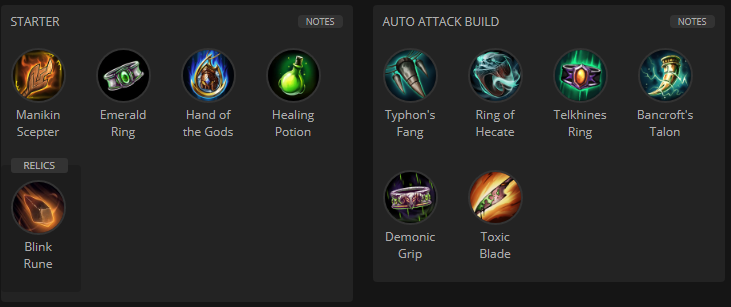 STARTER
NOTES
Manikin
Scepter
Emerald
Ring
Hand of
the Gods
Healing
Potion
RELICS
Blink
Rune
AUTO ATTACK BUILD
NOTES
Typhon's
Fang
Ring of
Hecate
Telkhines
Ring
Bancroft's
Talon
Demonic
Grip
Toxic
Blade